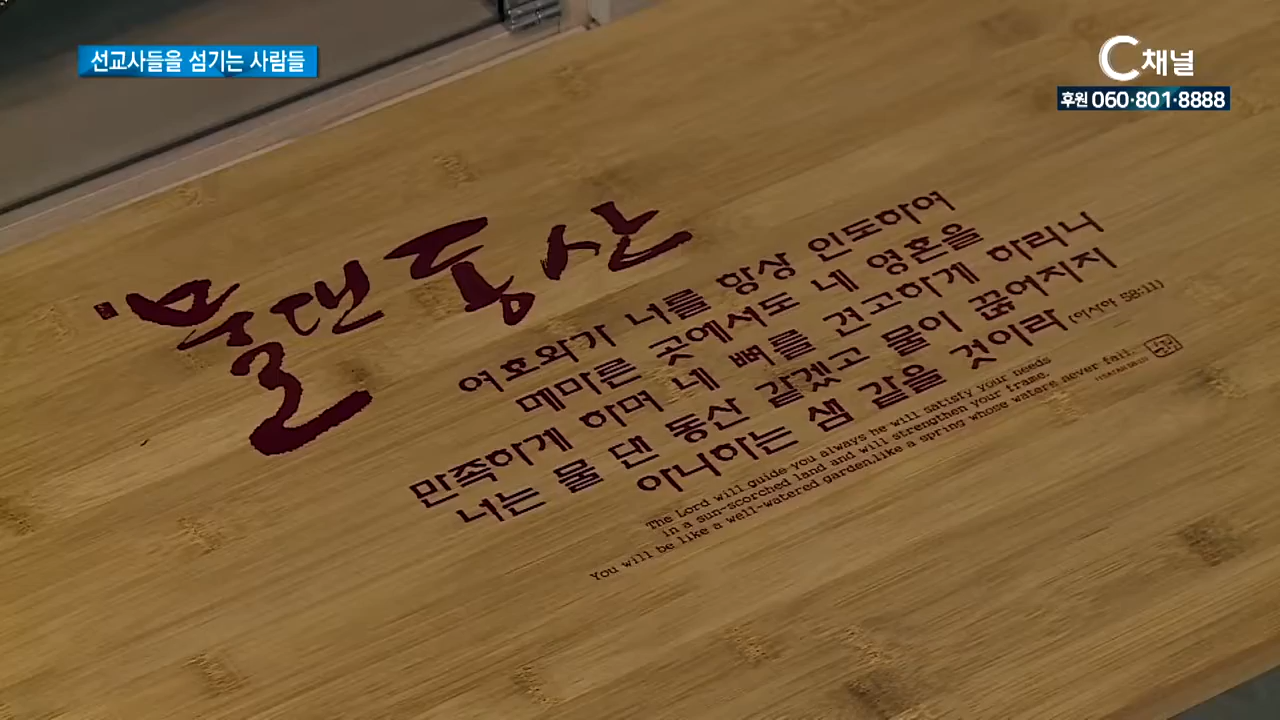 선교사들을 섬기는 사람들
C채널
후원 060·801·8888
물댄 동산
여호와가 너를 항상 인도하여
메마른 곳에서도 네 영혼을
만족하게 하며 네 뼈를 견고하게 하리니
너는 물 댄 동산 같겠고 물이 끊어지지
아니하는 샘 같을 것이라 (이사야 58:11)
The Lord will guide you always he will satisfy your needs
in a sun-scorched land and will strengthen your frame.
You will be like a well-watered garden,like a spring whose waters never fail.